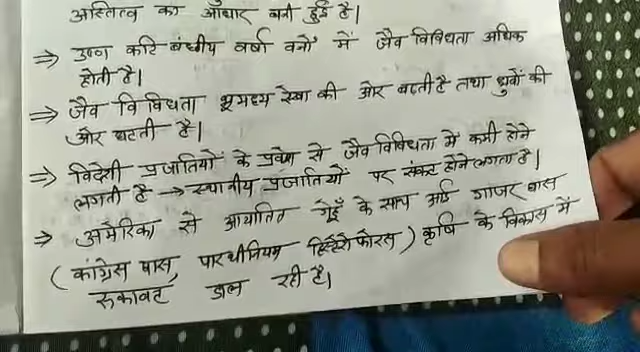 अस्तित्व का आधार बनी हुई है।
⇒ उष्ण कटिबंधीय वर्षा वनों में जैव विविधता अधिक
होती है।
⇒ जैव विविधता भूमध्य रेखा की ओर बढ़ती है तथा ध्रुवों की
ओर घटती है।
⇒ विदेशी प्रजातियों के प्रवेश से जैव विविधता में कमी होने
लगती है → स्थानीय प्रजातियों पर संकट होने लगता है।
⇒ अमेरिका से आयातित गेहूँ के साथ आई गाजर घास
(कांग्रेस घास, पारथीनियम हिस्टेरोफोरस) कृषि के विकास में
रुकावट डाल रही है।